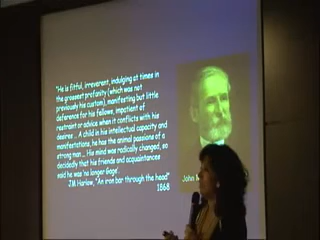 "He is fitful, irreverent, indulging at times in
the grossest profanity (which was not
previously his custom), manifesting but little
deference for his fellows, impatient of
restraint or advice when it conflicts with his
desires ... A child in his intellectual capacity and
manifestations, he has the animal passions of a
strong man ... His mind was radically changed, so
decidedly that his friends and acquaintances
said he was 'no longer Gage'.
J.M Harlow, "An iron bar through the head"
1868
John